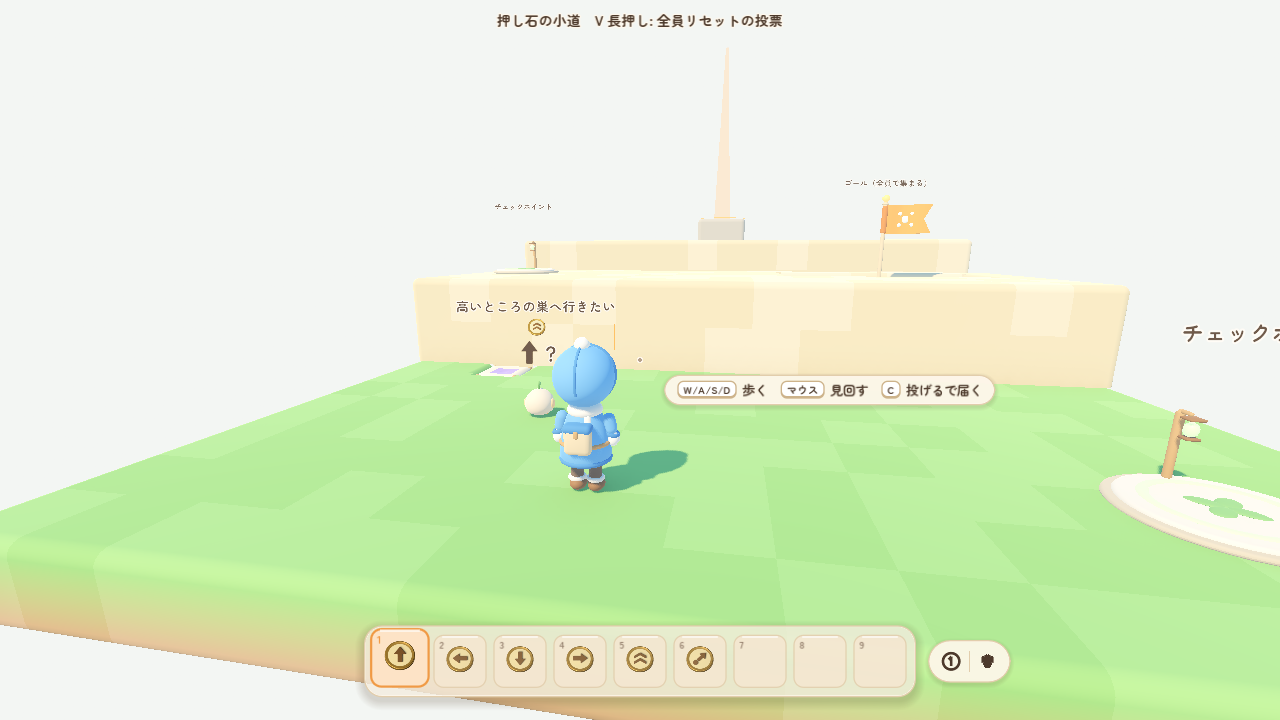 押し石の小道 V 長押し: 全員リセットの投票
ゴール (全員で集まる)
チェックポイント
高いところの巣へ行きたい
?
チェックポ
W/A/S/D 歩く マウス 見回す C 投げるで届く
1 2 3 4 5 6 7 8 9
1